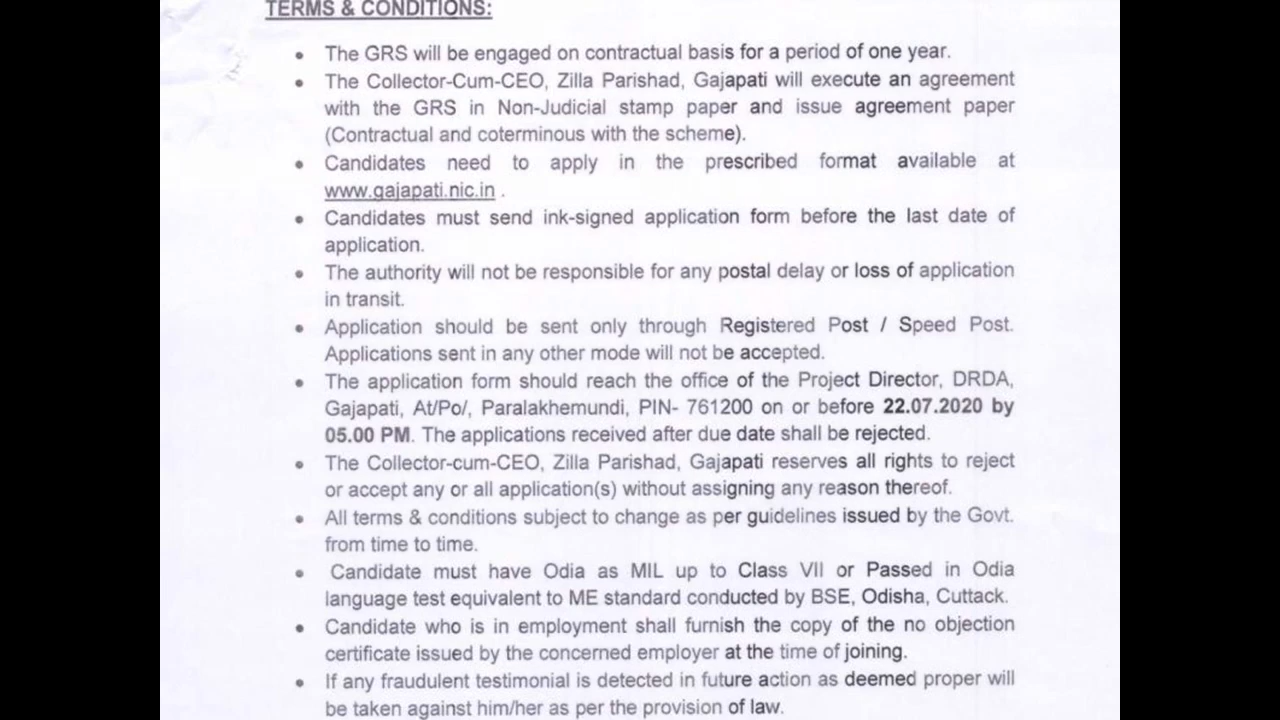 TERMS & CONDITIONS:
• The GRS will be engaged on contractual basis for a period of one year.
• The Collector-Cum-CEO, Zilla Parishad, Gajapati will execute an agreement
with the GRS in Non-Judicial stamp paper and issue agreement paper
(Contractual and coterminous with the scheme).
• Candidates need to apply in the prescribed format available at
www.gajapati.nic.in .
• Candidates must send ink-signed application form before the last date of
application.
• The authority will not be responsible for any postal delay or loss of application
in transit.
• Application should be sent only through Registered Post / Speed Post.
Applications sent in any other mode will not be accepted.
• The application form should reach the office of the Project Director, DRDA,
Gajapati, At/Po/, Paralakhemundi, PIN- 761200 on or before 22.07.2020 by
05.00 PM. The applications received after due date shall be rejected.
• The Collector-cum-CEO, Zilla Parishad, Gajapati reserves all rights to reject
or accept any or all application(s) without assigning any reason thereof.
• All terms & conditions subject to change as per guidelines issued by the Govt.
from time to time.
• Candidate must have Odia as MIL up to Class VII or Passed in Odia
language test equivalent to ME standard conducted by BSE, Odisha, Cuttack.
• Candidate who is in employment shall furnish the copy of the no objection
certificate issued by the concerned employer at the time of joining.
• If any fraudulent testimonial is detected in future action as deemed proper will
be taken against him/her as per the provision of law.